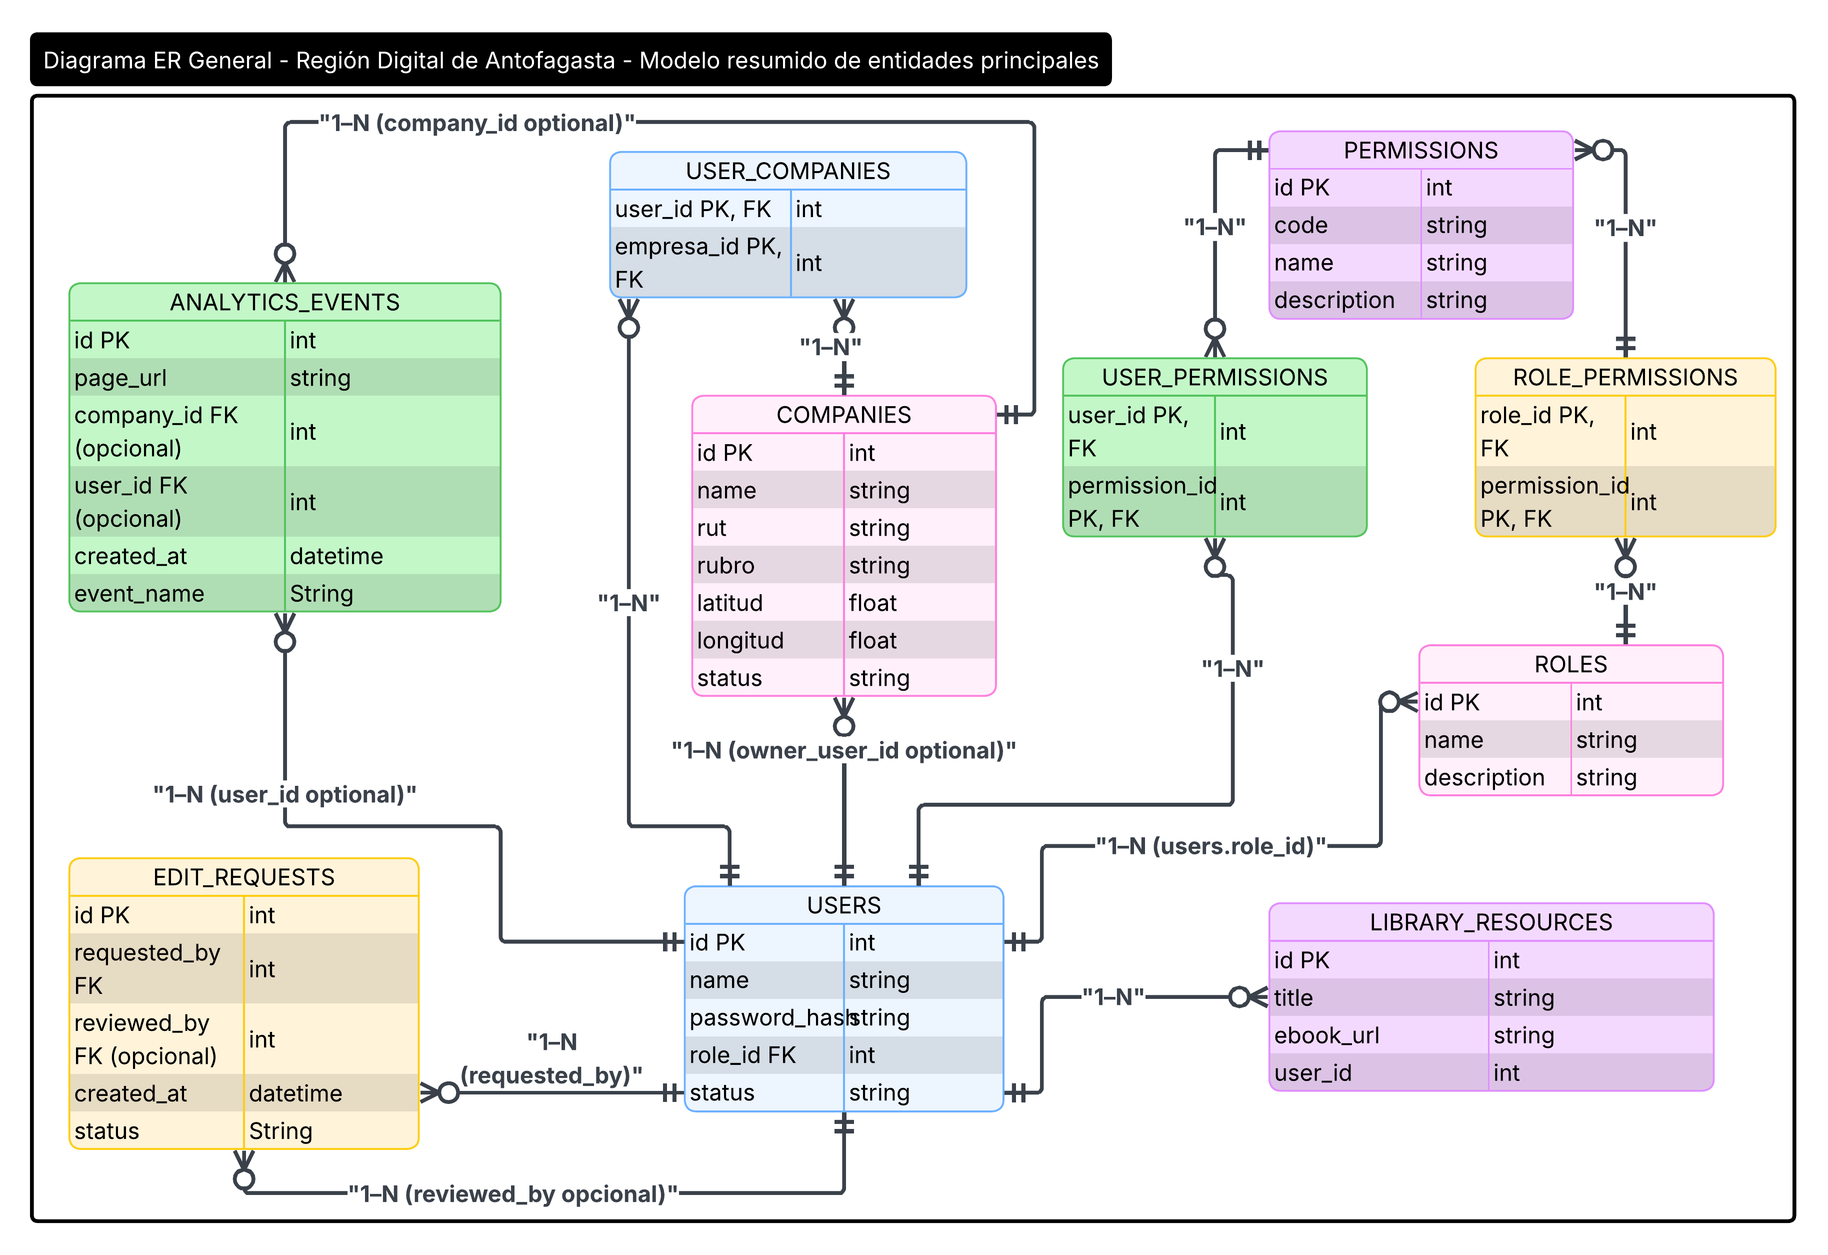 Diagrama ER General - Región Digital de Antofagasta - Modelo resumido de entidades principales
"1–N (company_id optional)"
USER_COMPANIES
user_id PK, FK int
empresa_id PK,
FK int
PERMISSIONS
id PK int
code string
name string
description string
"1–N"
"1–N"
ANALYTICS_EVENTS
id PK int
page_url string
company_id FK
(opcional) int
user_id FK
(opcional) int
created_at datetime
event_name String
"1–N"
COMPANIES
id PK int
name string
rut string
rubro string
latitud float
longitud float
status string
USER_PERMISSIONS
user_id PK,
FK int
permission_id
PK, FK int
ROLE_PERMISSIONS
role_id PK,
FK int
permission_id
PK, FK int
"1–N"
"1–N"
"1–N"
ROLES
id PK int
name string
description string
"1–N (owner_user_id optional)"
"1–N (user_id optional)"
"1–N (users.role_id)"
EDIT_REQUESTS
id PK int
requested_by
FK int
reviewed_by
FK (opcional) int
created_at datetime
status String
USERS
id PK int
name string
password_hash string
role_id FK int
status string
LIBRARY_RESOURCES
id PK int
title string
ebook_url string
user_id int
"1–N"
"1–N
(requested_by)"
"1–N (reviewed_by opcional)"